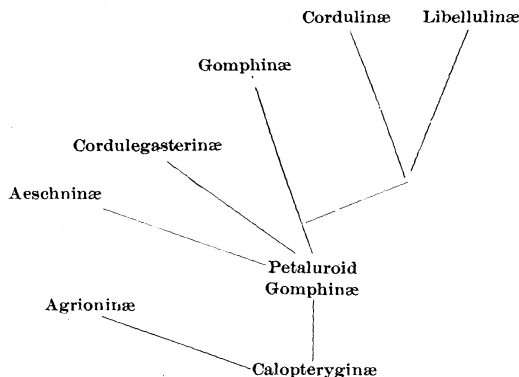 Cordulinæ Libellulinæ
Gomphinæ
Cordulegasterinæ
Aeschninæ
Petaluroid
Gomphinæ
Agrioninæ
Calopteryginæ